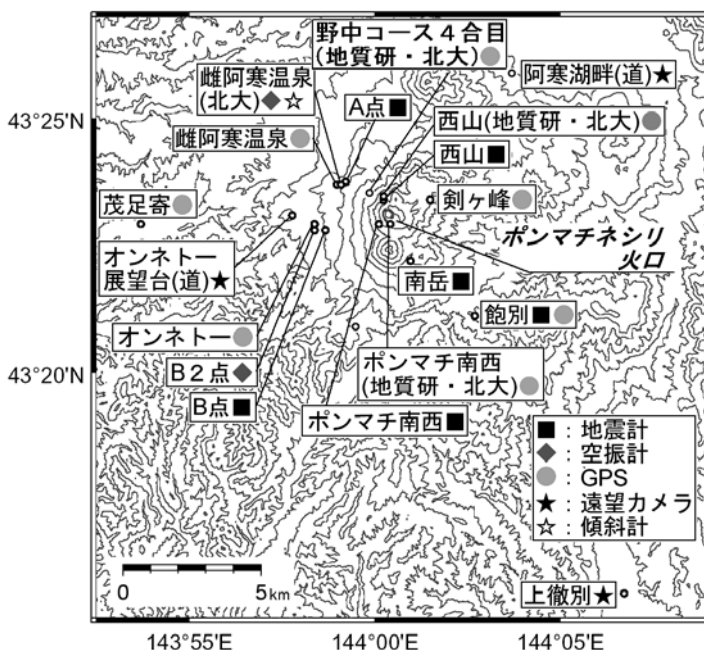 野中コース４合目
(地質研・北大)●
雌阿寒温泉
(北大)◆☆
阿寒湖畔(道)★
A点■
43°25'
西山(地質研・北大)●
雌阿寒温泉●
西山■
茂足寄●
剣ヶ峰●
ポンマチネシリ
火口
オンネトー
展望台(道)★
南岳■
飽別■●
オンネトー●
43°20'
B２点◆
ポンマチ南西
(地質研・北大)●
B点■
ポンマチ南西■
■：地震計
◆：空振計
●：GPS
★：遠望カメラ
☆：傾斜計
0 5km
上徹別★
143°55'E 144°00'E 144°05'E